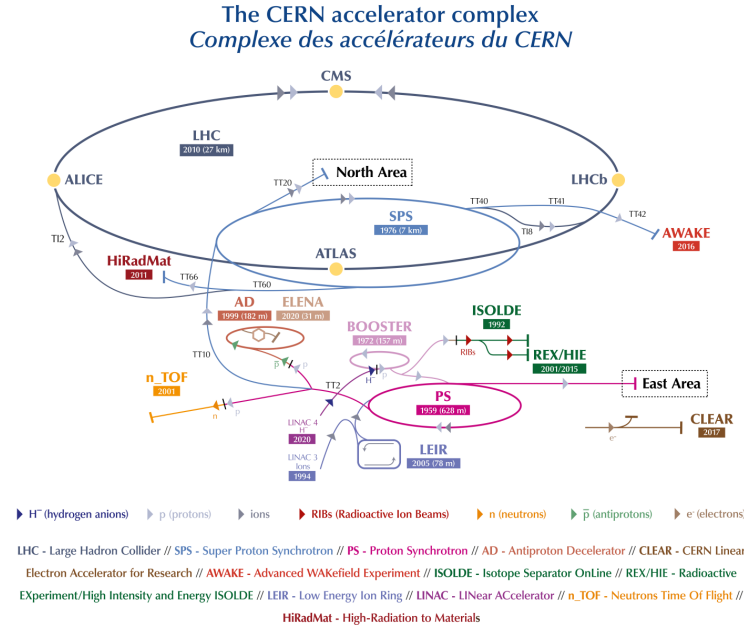 The CERN accelerator complex
Complexe des accélérateurs du CERN
CMS
LHC
2010 (27 km)
ALICE
TT20
North Area
LHCb
TT40
TT41
SPS
1976 (7 km)
TT42
TI8
AWAKE
2016
TI2
ATLAS
HiRadMat
2011
TT66
TT60
AD
1999 (182 m)
ELENA
2020 (31 m)
ISOLDE
1992
BOOSTER
1972 (157 m)
RIBs
REX/HIE
2001/2015
TT10
p̅
p
H⁻
p
n_TOF
2001
TT2
East Area
PS
1959 (628 m)
n
p
LINAC 4
H⁻
2020
CLEAR
2017
e⁻
LINAC 3
Ions
1994
LEIR
2005 (78 m)
H⁻ (hydrogen anions)
p (protons)
ions
RIBs (Radioactive Ion Beams)
n (neutrons)
p̅ (antiprotons)
e⁻ (electrons)
LHC - Large Hadron Collider // SPS - Super Proton Synchrotron // PS - Proton Synchrotron // AD - Antiproton Decelerator // CLEAR - CERN Linear
Electron Accelerator for Research // AWAKE - Advanced WAKefield Experiment // ISOLDE - Isotope Separator OnLine // REX/HIE - Radioactive
EXperiment/High Intensity and Energy ISOLDE // LEIR - Low Energy Ion Ring // LINAC - LINear ACcelerator // n_TOF - Neutrons Time Of Flight //
HiRadMat - High-Radiation to Materials